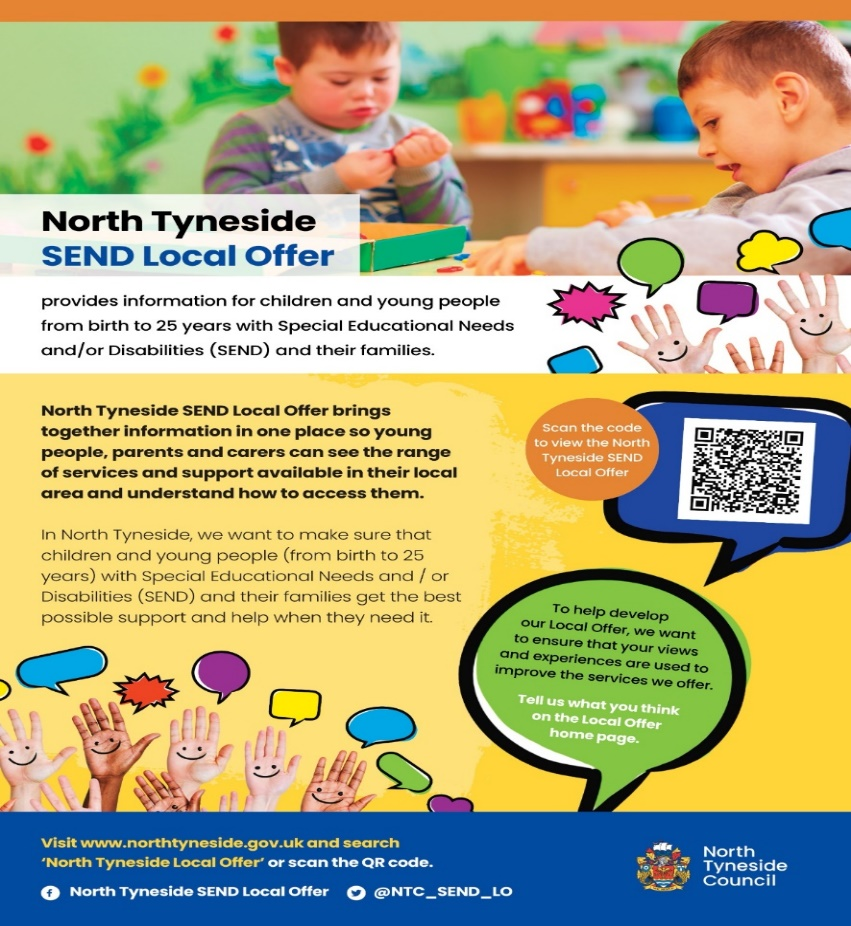 North Tyneside
SEND Local Offer
provides information for children and young people
from birth to 25 years with Special Educational Needs
and/or Disabilities (SEND) and their families.
North Tyneside SEND Local Offer brings
together information in one place so young
people, parents and carers can see the range
of services and support available in their local
area and understand how to access them.
In North Tyneside, we want to make sure that
children and young people (from birth to 25
years) with Special Educational Needs and / or
Disabilities (SEND) and their families get the best
possible support and help when they need it.
Scan the code
to view the North
Tyneside SEND
Local Offer
To help develop
our Local Offer, we want
to ensure that your views
and experiences are used to
improve the services we offer.
Tell us what you think
on the Local Offer
home page.
Visit www.northtyneside.gov.uk and search
‘North Tyneside Local Offer’ or scan the QR code.
North Tyneside SEND Local Offer @NTC_SEND_LO
North
Tyneside
Council